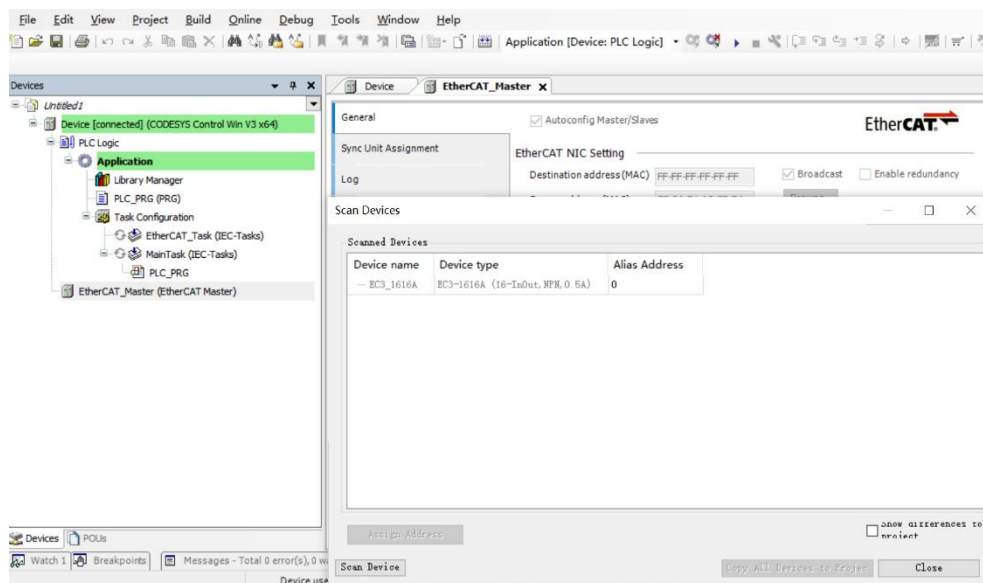 File Edit View Project Build Online Debug Tools Window Help
Application [Device: PLC Logic]
Devices
Device
EtherCAT_Master
Untitled1
Device [connected] (CODESYS Control Win V3 x64)
PLC Logic
Application
Library Manager
PLC_PRG (PRG)
Task Configuration
EtherCAT_Task (IEC-Tasks)
MainTask (IEC-Tasks)
PLC_PRG
EtherCAT_Master (EtherCAT Master)
General
Autoconfig Master/Slaves
EtherCAT
Sync Unit Assignment
EtherCAT NIC Setting
Log
Destination address (MAC) FF-FF-FF-FF-FF-FF
Broadcast
Enable redundancy
Scan Devices
Scanned Devices
Device name Device type Alias Address
EC3_1616A EC3-1616A (16-InOut, NPN, 0.5A) 0
Assign Address
Show differences to
project
Scan Device
Copy All Devices to Projec
Close
Devices POUs
Watch 1 Breakpoints Messages - Total 0 error(s), 0 w
Device use